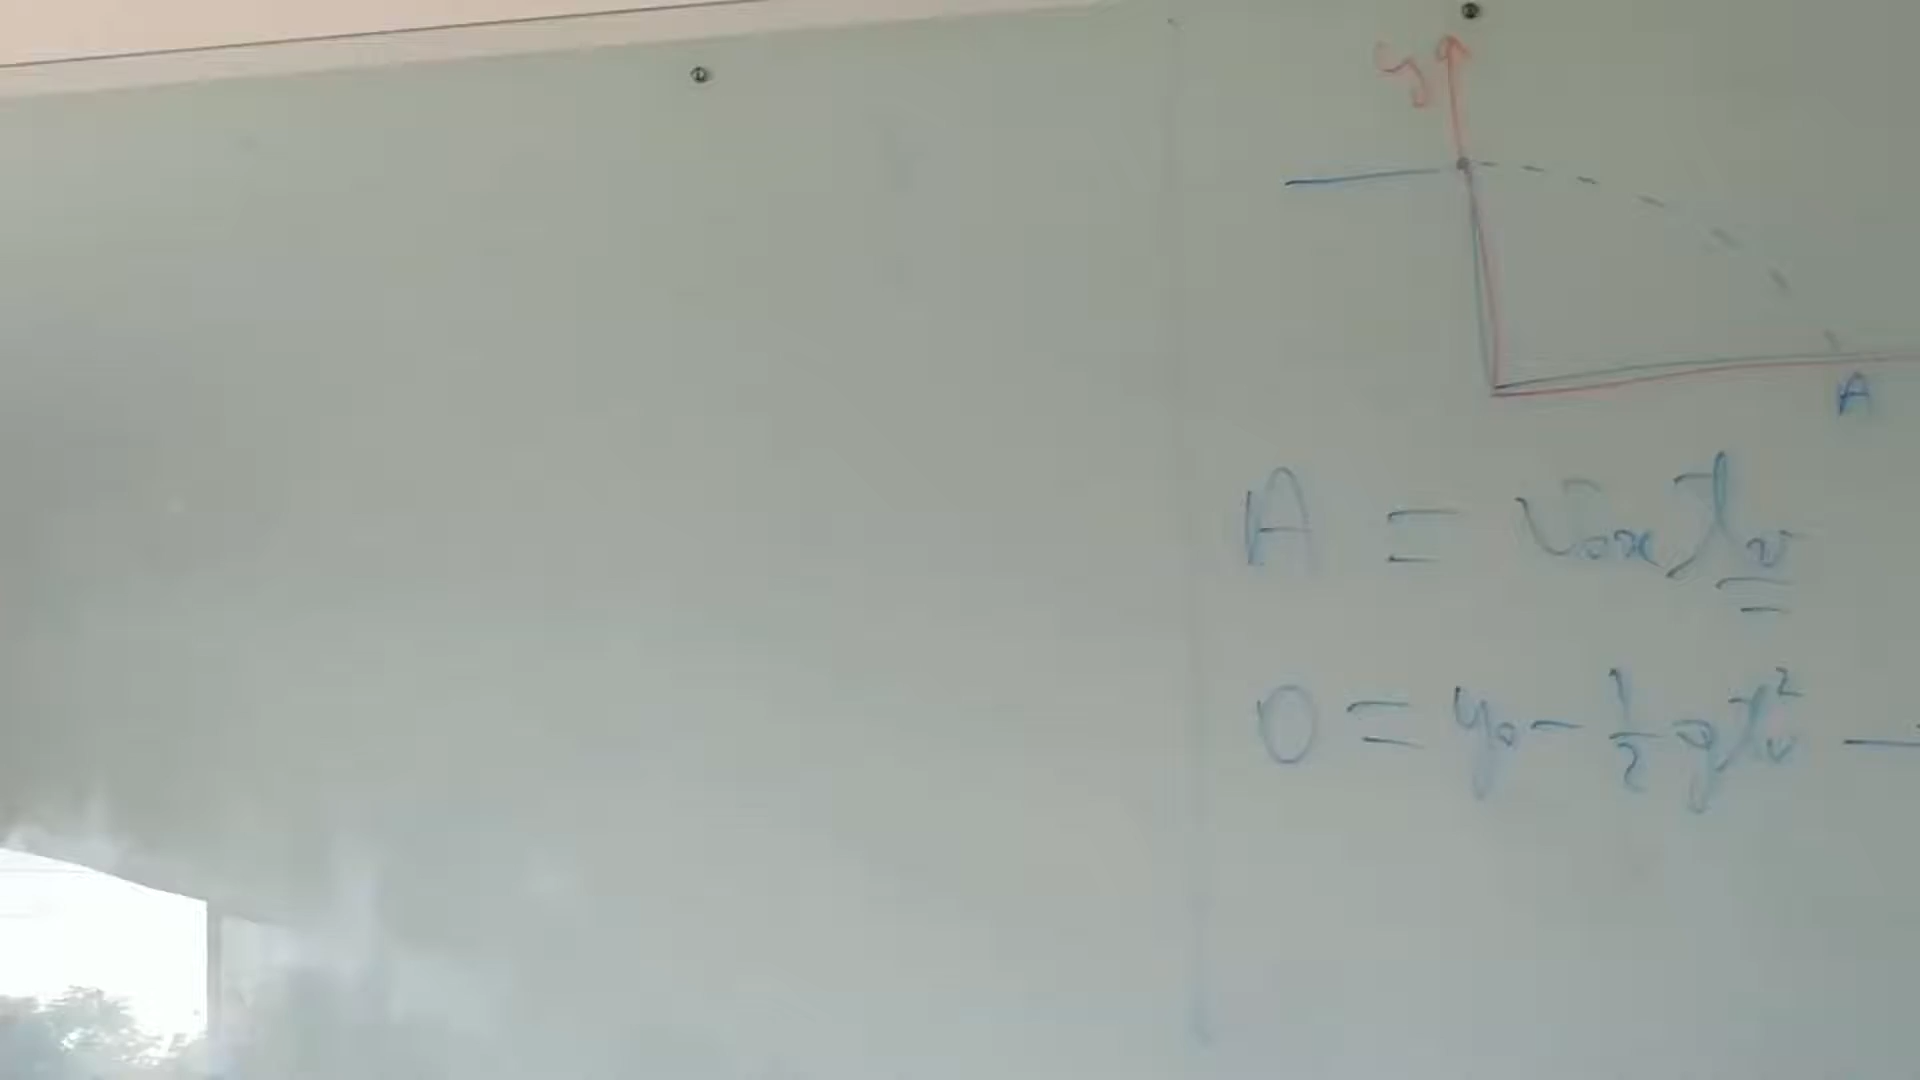 y
A
A = v₀ₓ t_v
0 = y₀ - 1/2 g t_v²